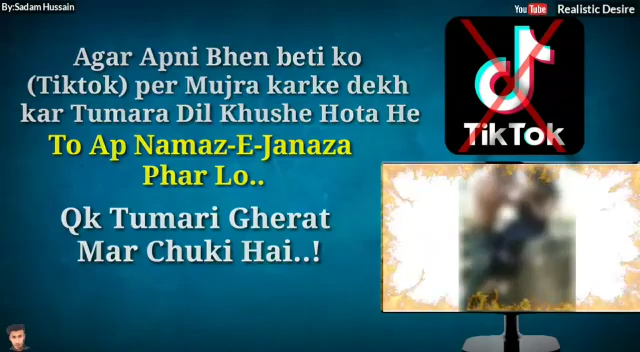 By:Sadam Hussain
YouTube Realistic Desire
Agar Apni Bhen beti ko
(Tiktok) per Mujra karke dekh
kar Tumara Dil Khushe Hota He
To Ap Namaz-E-Janaza
Phar Lo..
Qk Tumari Gherat
Mar Chuki Hai..!
TikTok